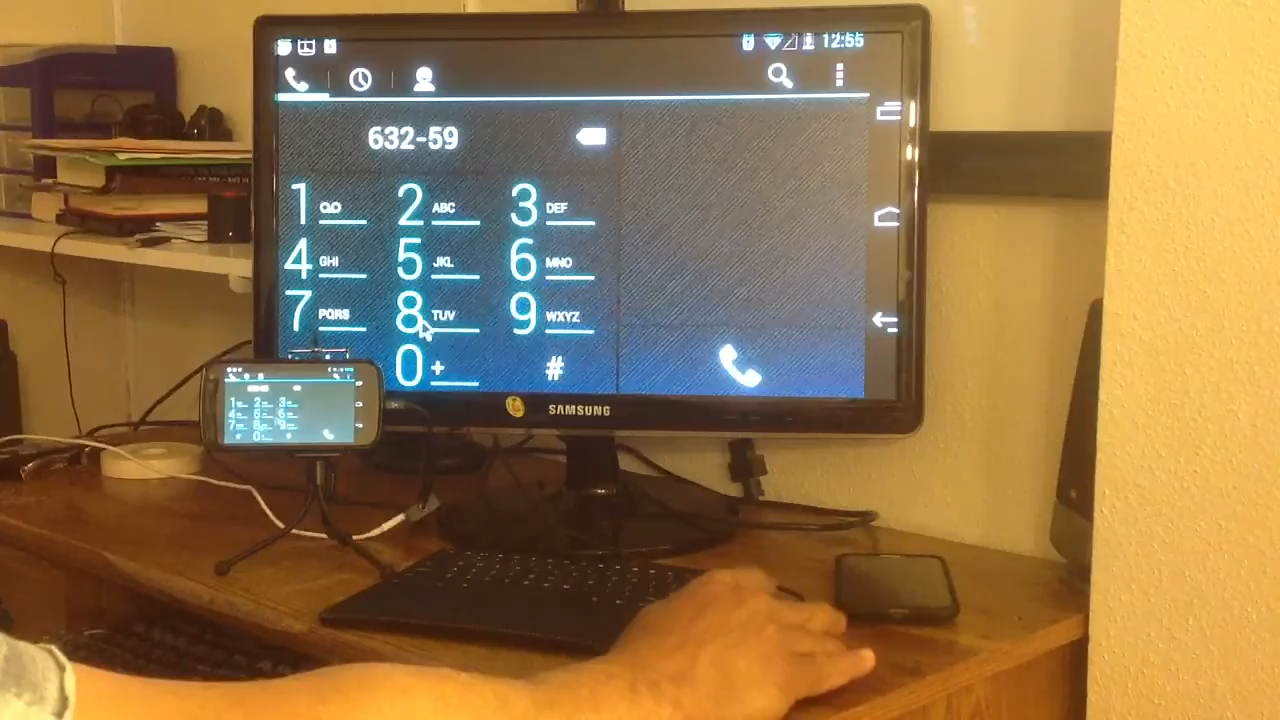 12:55
632-59
1 2 ABC 3 DEF
4 GHI 5 JKL 6 MNO
7 PQRS 8 TUV 9 WXYZ
0 + #
SAMSUNG